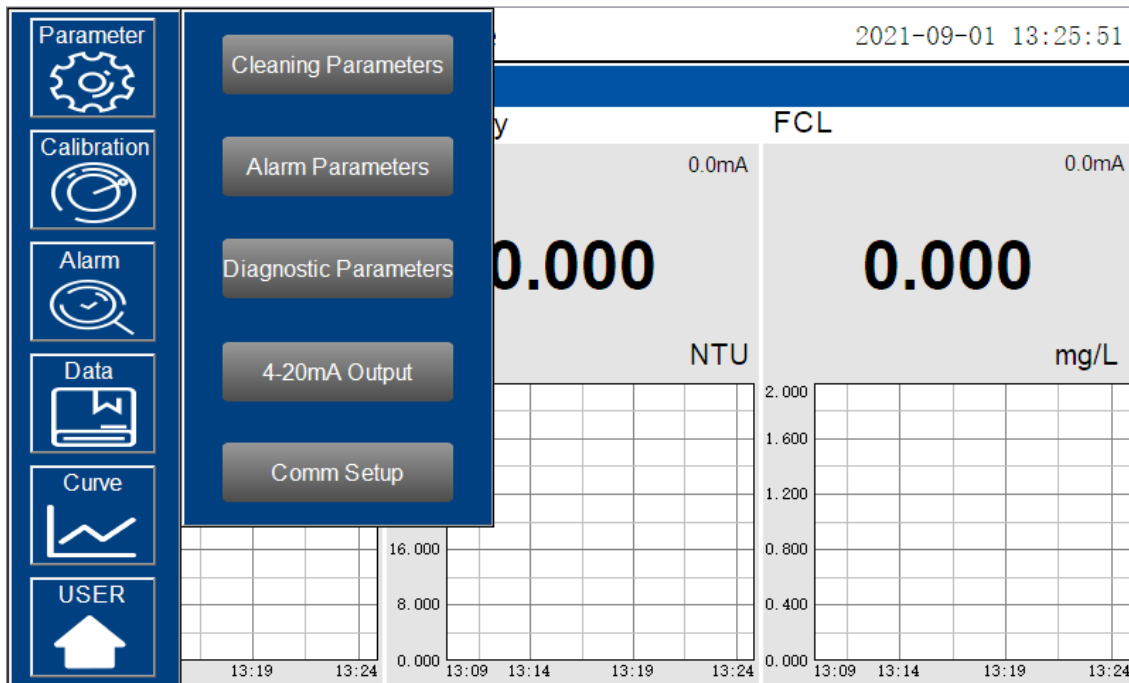 Parameter
Calibration
Alarm
Data
Curve
USER
Cleaning Parameters
Alarm Parameters
Diagnostic Parameters
4-20mA Output
Comm Setup
2021-09-01 13:25:51
y
FCL
0.0mA
0.0mA
0.000
0.000
NTU
mg/L
13:19 13:24
16.000
8.000
0.000
13:09 13:14 13:19 13:24
2.000
1.600
1.200
0.800
0.400
0.000
13:09 13:14 13:19 13:24